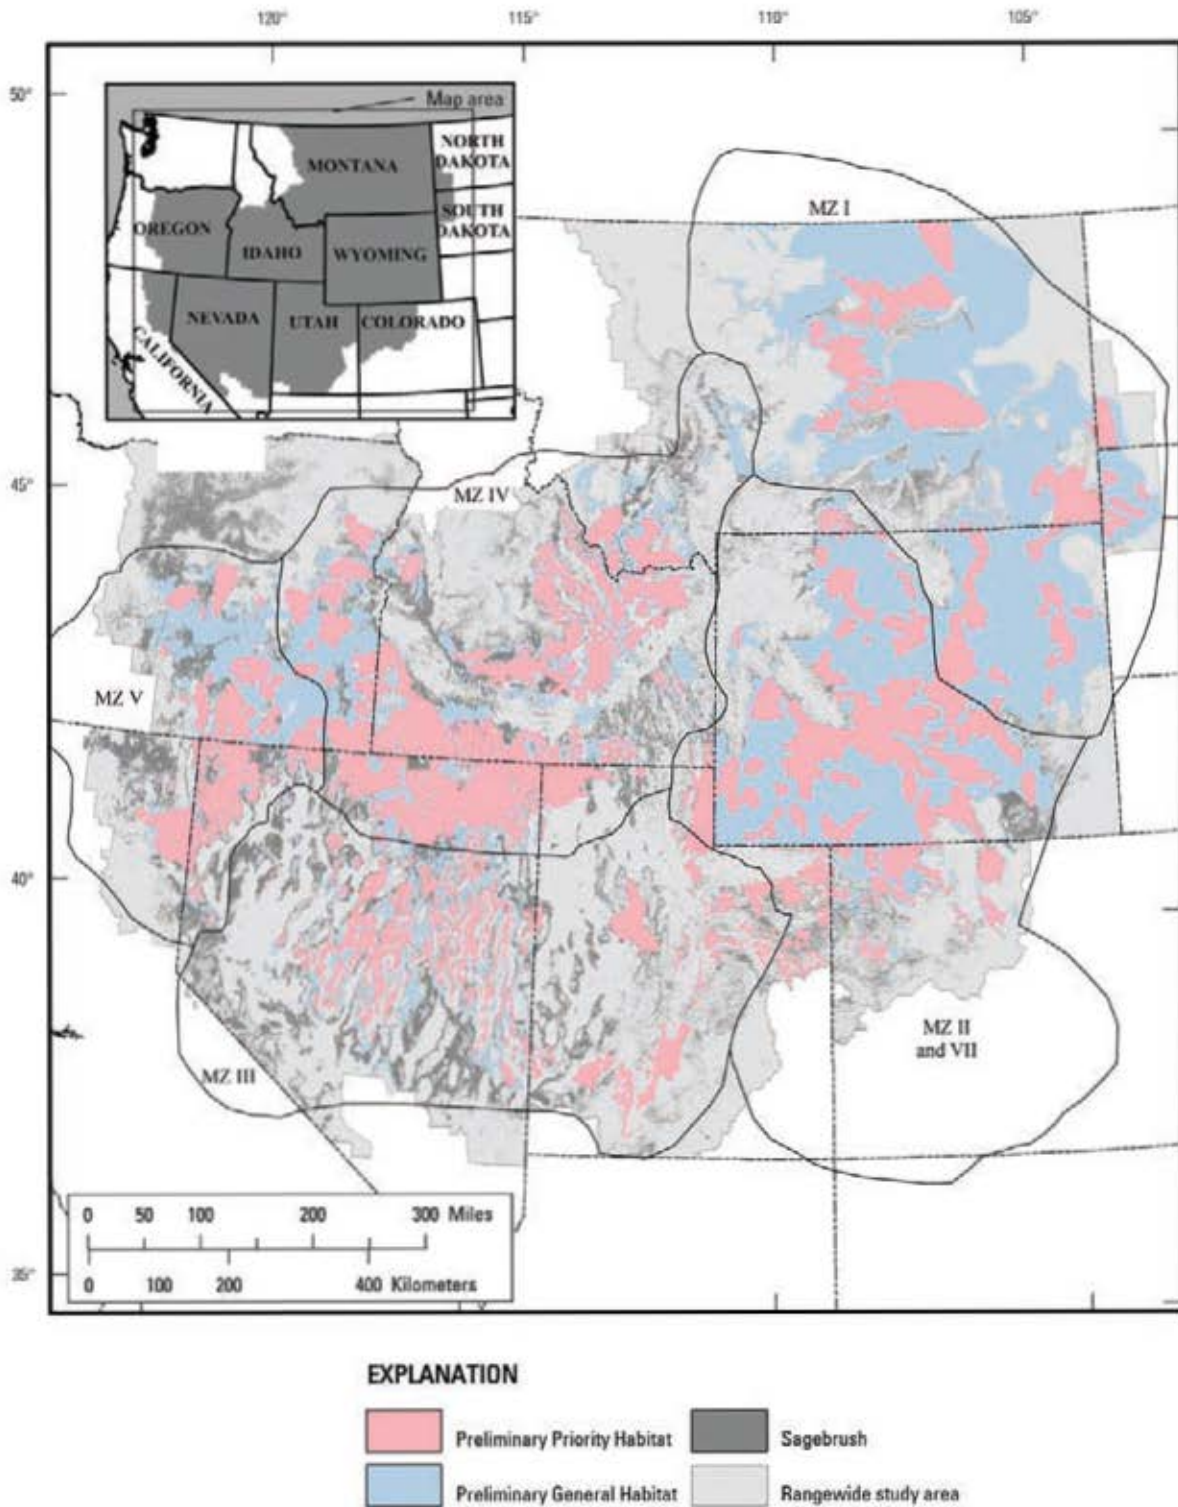 120°
115°
110°
105°
50°
Map area
NORTH
DAKOTA
MONTANA
SOUTH
DAKOTA
OREGON
IDAHO
WYOMING
NEVADA
UTAH
COLORADO
CALIFORNIA
MZ I
45°
MZ IV
MZ V
40°
MZ II
and VII
MZ III
0 50 100 200 300 Miles
0 100 200 400 Kilometers
35°
EXPLANATION
Preliminary Priority Habitat
Sagebrush
Preliminary General Habitat
Rangewide study area